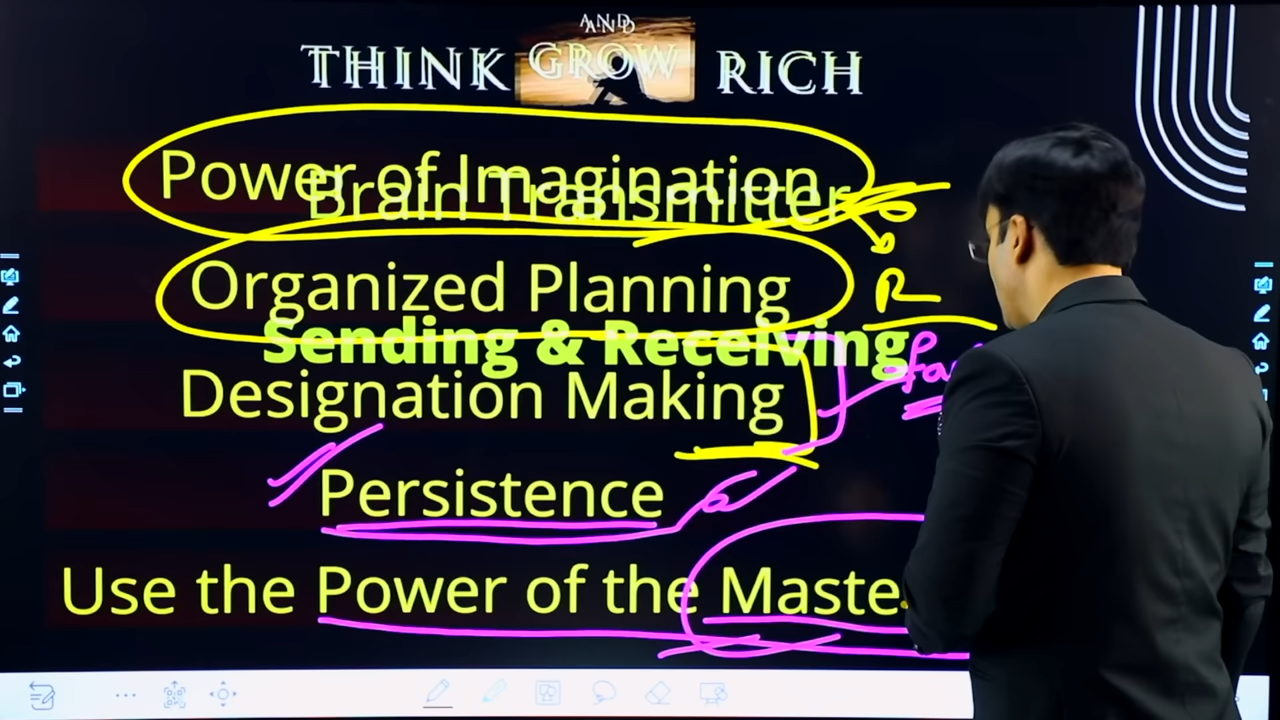 AND
THINK GROW RICH
Power of Imagination
Brain Transmitter
R
Organized Planning
Sending & Receiving
Designation Making
Persistence
Use the Power of the Maste